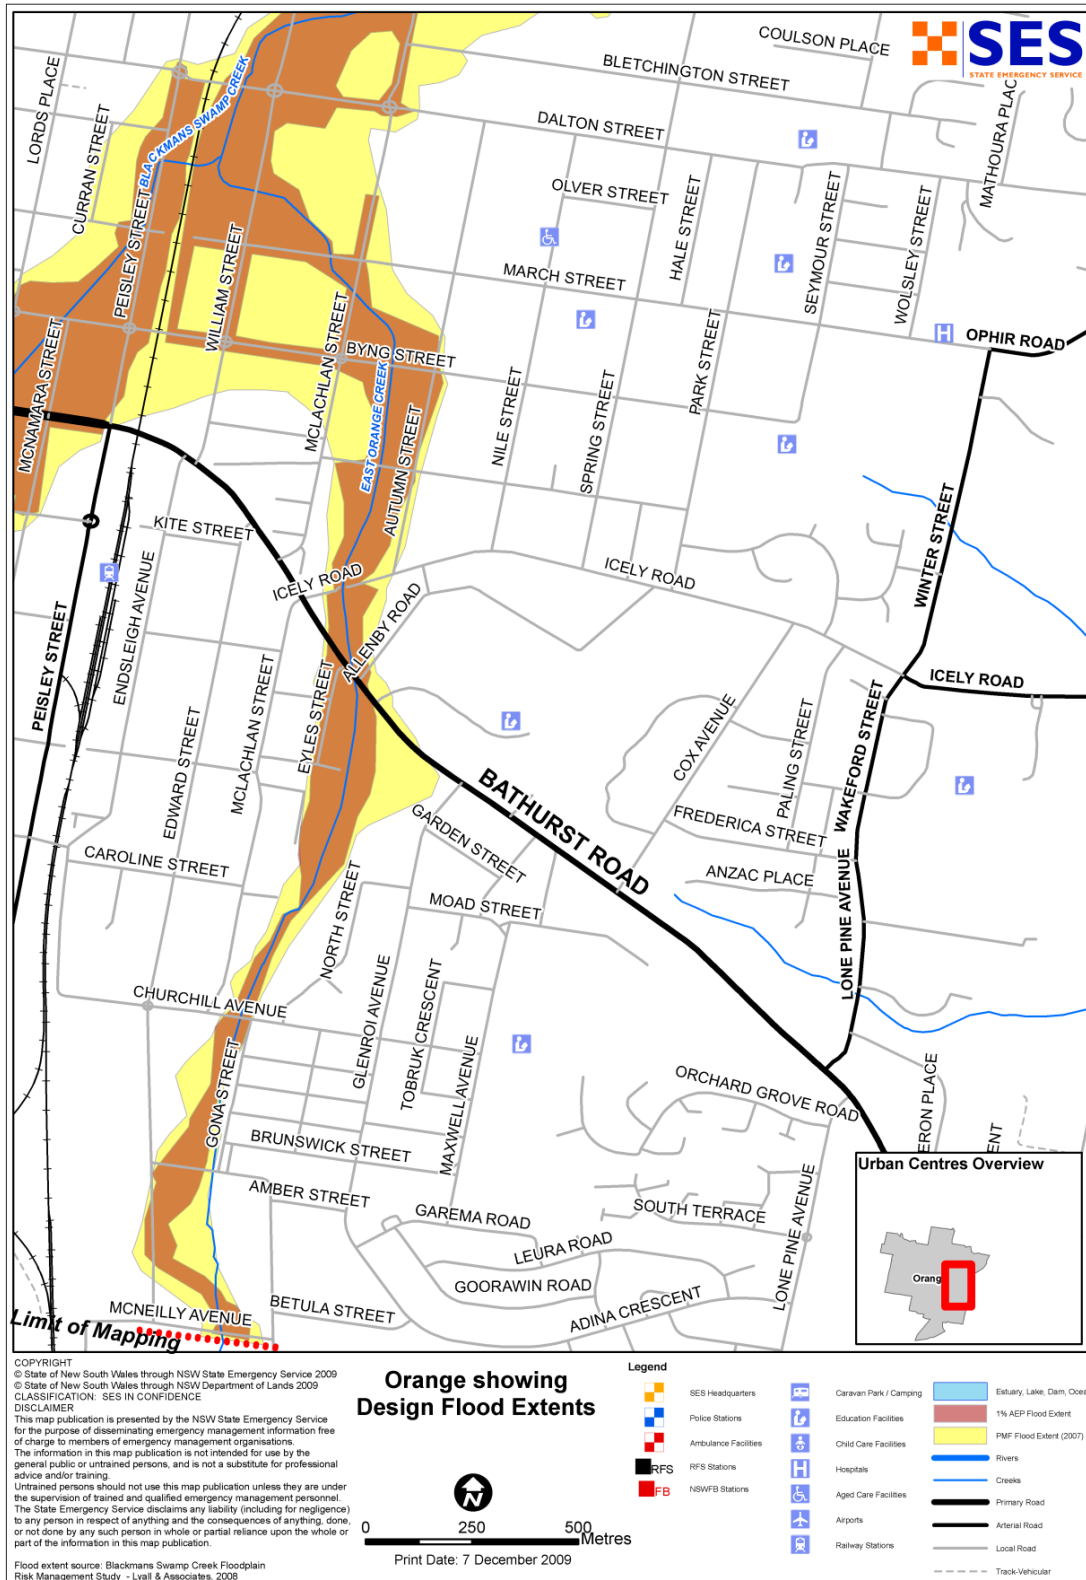 SES
STATE EMERGENCY SERVICE
COULSON PLACE
BLETCHINGTON STREET
LORDS PLACE
CURRAN STREET
BLACKMANS SWAMP CREEK
DALTON STREET
MATHOURA PLAC
OLVER STREET
HALE STREET
SEYMOUR STREET
WOLSLEY STREET
PEISLEY STREET
WILLIAM STREET
MARCH STREET
H
OPHIR ROAD
MCNAMARA STREET
MCLACHLAN STREET
BYNG STREET
EAST ORANGE CREEK
AUTUMN STREET
NILE STREET
SPRING STREET
PARK STREET
KITE STREET
ICELY ROAD
ICELY ROAD
WINTER STREET
ENDSLEIGH AVENUE
PEISLEY STREET
ALLENBY ROAD
EYLES STREET
MCLACHLAN STREET
EDWARD STREET
ICELY ROAD
COX AVENUE
PALING STREET
WAKEFORD STREET
BATHURST ROAD
GARDEN STREET
FREDERICA STREET
CAROLINE STREET
ANZAC PLACE
LONE PINE AVENUE
MOAD STREET
NORTH STREET
CHURCHILL AVENUE
GLENROI AVENUE
TOBRUK CRESCENT
MAXWELL AVENUE
GONA STREET
ORCHARD GROVE ROAD
ERON PLACE
ENT
BRUNSWICK STREET
AMBER STREET
GAREMA ROAD
SOUTH TERRACE
LONE PINE AVENUE
LEURA ROAD
GOORAWIN ROAD
ADINA CRESCENT
BETULA STREET
MCNEILLY AVENUE
Limit of Mapping
Urban Centres Overview
Orang
COPYRIGHT
© State of New South Wales through NSW State Emergency Service 2009
© State of New South Wales through NSW Department of Lands 2009
CLASSIFICATION: SES IN CONFIDENCE
DISCLAIMER
This map publication is presented by the NSW State Emergency Service
for the purpose of disseminating emergency management information free
of charge to members of emergency management organisations.
The information in this map publication is not intended for use by the
general public or untrained persons, and is not a substitute for professional
advice and/or training.
Untrained persons should not use this map publication unless they are under
the supervision of trained and qualified emergency management personnel.
The State Emergency Service disclaims any liability (including for negligence)
to any person in respect of anything and the consequences of anything, done,
or not done by any such person in whole or partial reliance upon the whole or
part of the information in this map publication.
Flood extent source: Blackmans Swamp Creek Floodplain
Risk Management Study - Lyall & Associates, 2008
Orange showing
Design Flood Extents
N
0 250 500 Metres
Print Date: 7 December 2009
Legend
SES Headquarters
Police Stations
Ambulance Facilities
RFS RFS Stations
FB NSWFB Stations
Caravan Park / Camping
Education Facilities
Child Care Facilities
H Hospitals
Aged Care Facilities
Airports
Railway Stations
Estuary, Lake, Dam, Ocea
1% AEP Flood Extent
PMF Flood Extent (2007)
Rivers
Creeks
Primary Road
Arterial Road
Local Road
Track-Vehicular